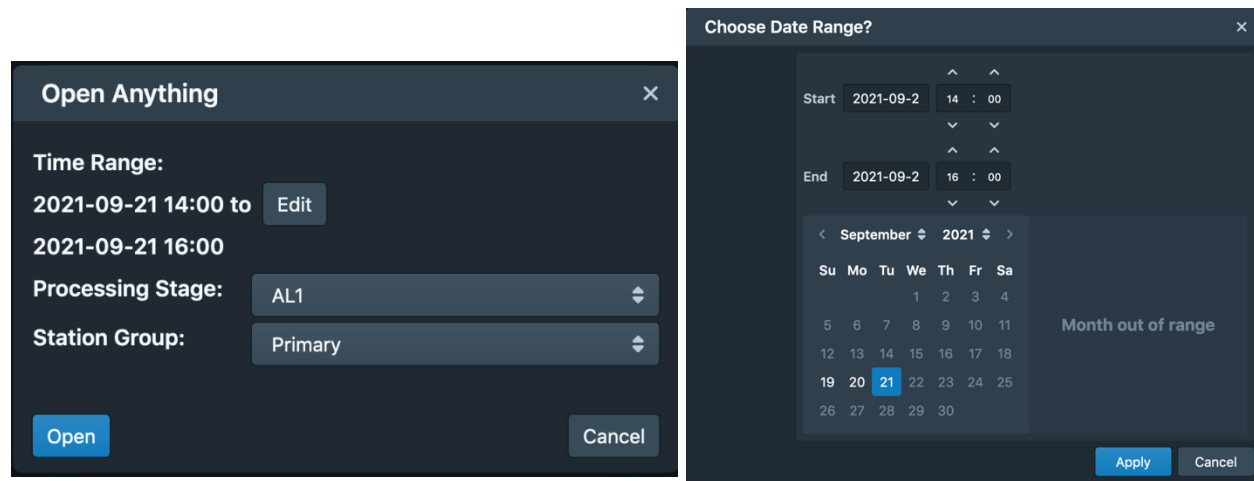 Open Anything ×
Time Range:
2021-09-21 14:00 to Edit
2021-09-21 16:00
Processing Stage: AL1
Station Group: Primary
Open Cancel
Choose Date Range? ×
Start 2021-09-2 14 : 00
End 2021-09-2 16 : 00
< September 2021 >
Su Mo Tu We Th Fr Sa
1 2 3 4
5 6 7 8 9 10 11
Month out of range
12 13 14 15 16 17 18
19 20 21 22 23 24 25
26 27 28 29 30
Apply Cancel